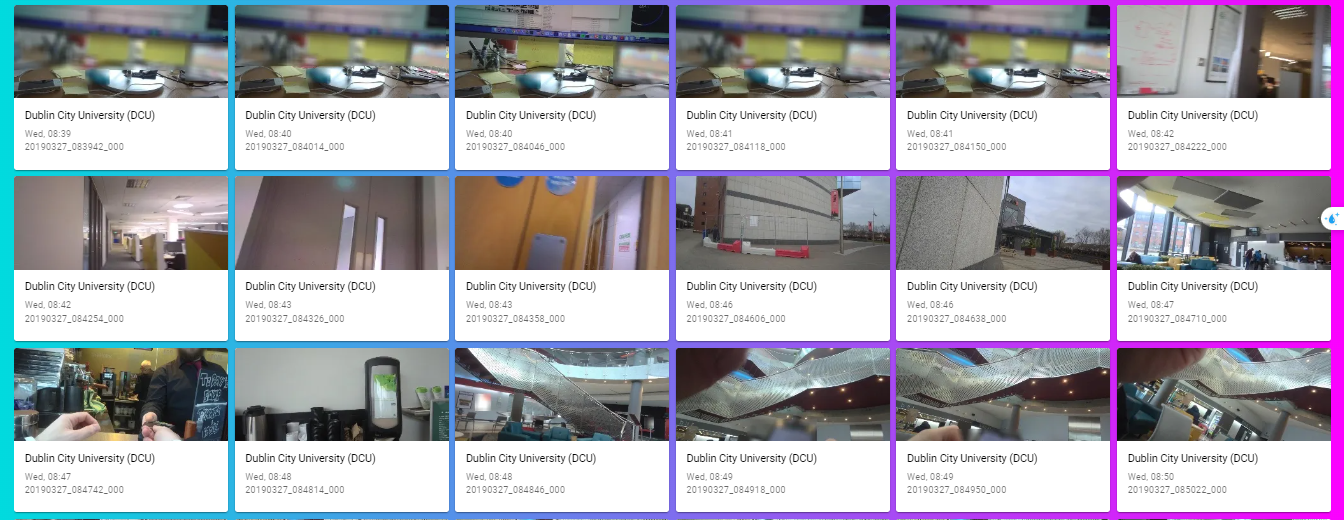 Dublin City University (DCU)
Wed, 08:39
20190327_083942_000
Dublin City University (DCU)
Wed, 08:40
20190327_084014_000
Dublin City University (DCU)
Wed, 08:40
20190327_084046_000
Dublin City University (DCU)
Wed, 08:41
20190327_084118_000
Dublin City University (DCU)
Wed, 08:41
20190327_084150_000
Dublin City University (DCU)
Wed, 08:42
20190327_084222_000
Dublin City University (DCU)
Wed, 08:42
20190327_084254_000
Dublin City University (DCU)
Wed, 08:43
20190327_084326_000
Dublin City University (DCU)
Wed, 08:43
20190327_084358_000
Dublin City University (DCU)
Wed, 08:46
20190327_084606_000
Dublin City University (DCU)
Wed, 08:46
20190327_084638_000
Dublin City University (DCU)
Wed, 08:47
20190327_084710_000
Dublin City University (DCU)
Wed, 08:47
20190327_084742_000
Dublin City University (DCU)
Wed, 08:48
20190327_084814_000
Dublin City University (DCU)
Wed, 08:48
20190327_084846_000
Dublin City University (DCU)
Wed, 08:49
20190327_084918_000
Dublin City University (DCU)
Wed, 08:49
20190327_084950_000
Dublin City University (DCU)
Wed, 08:50
20190327_085022_000